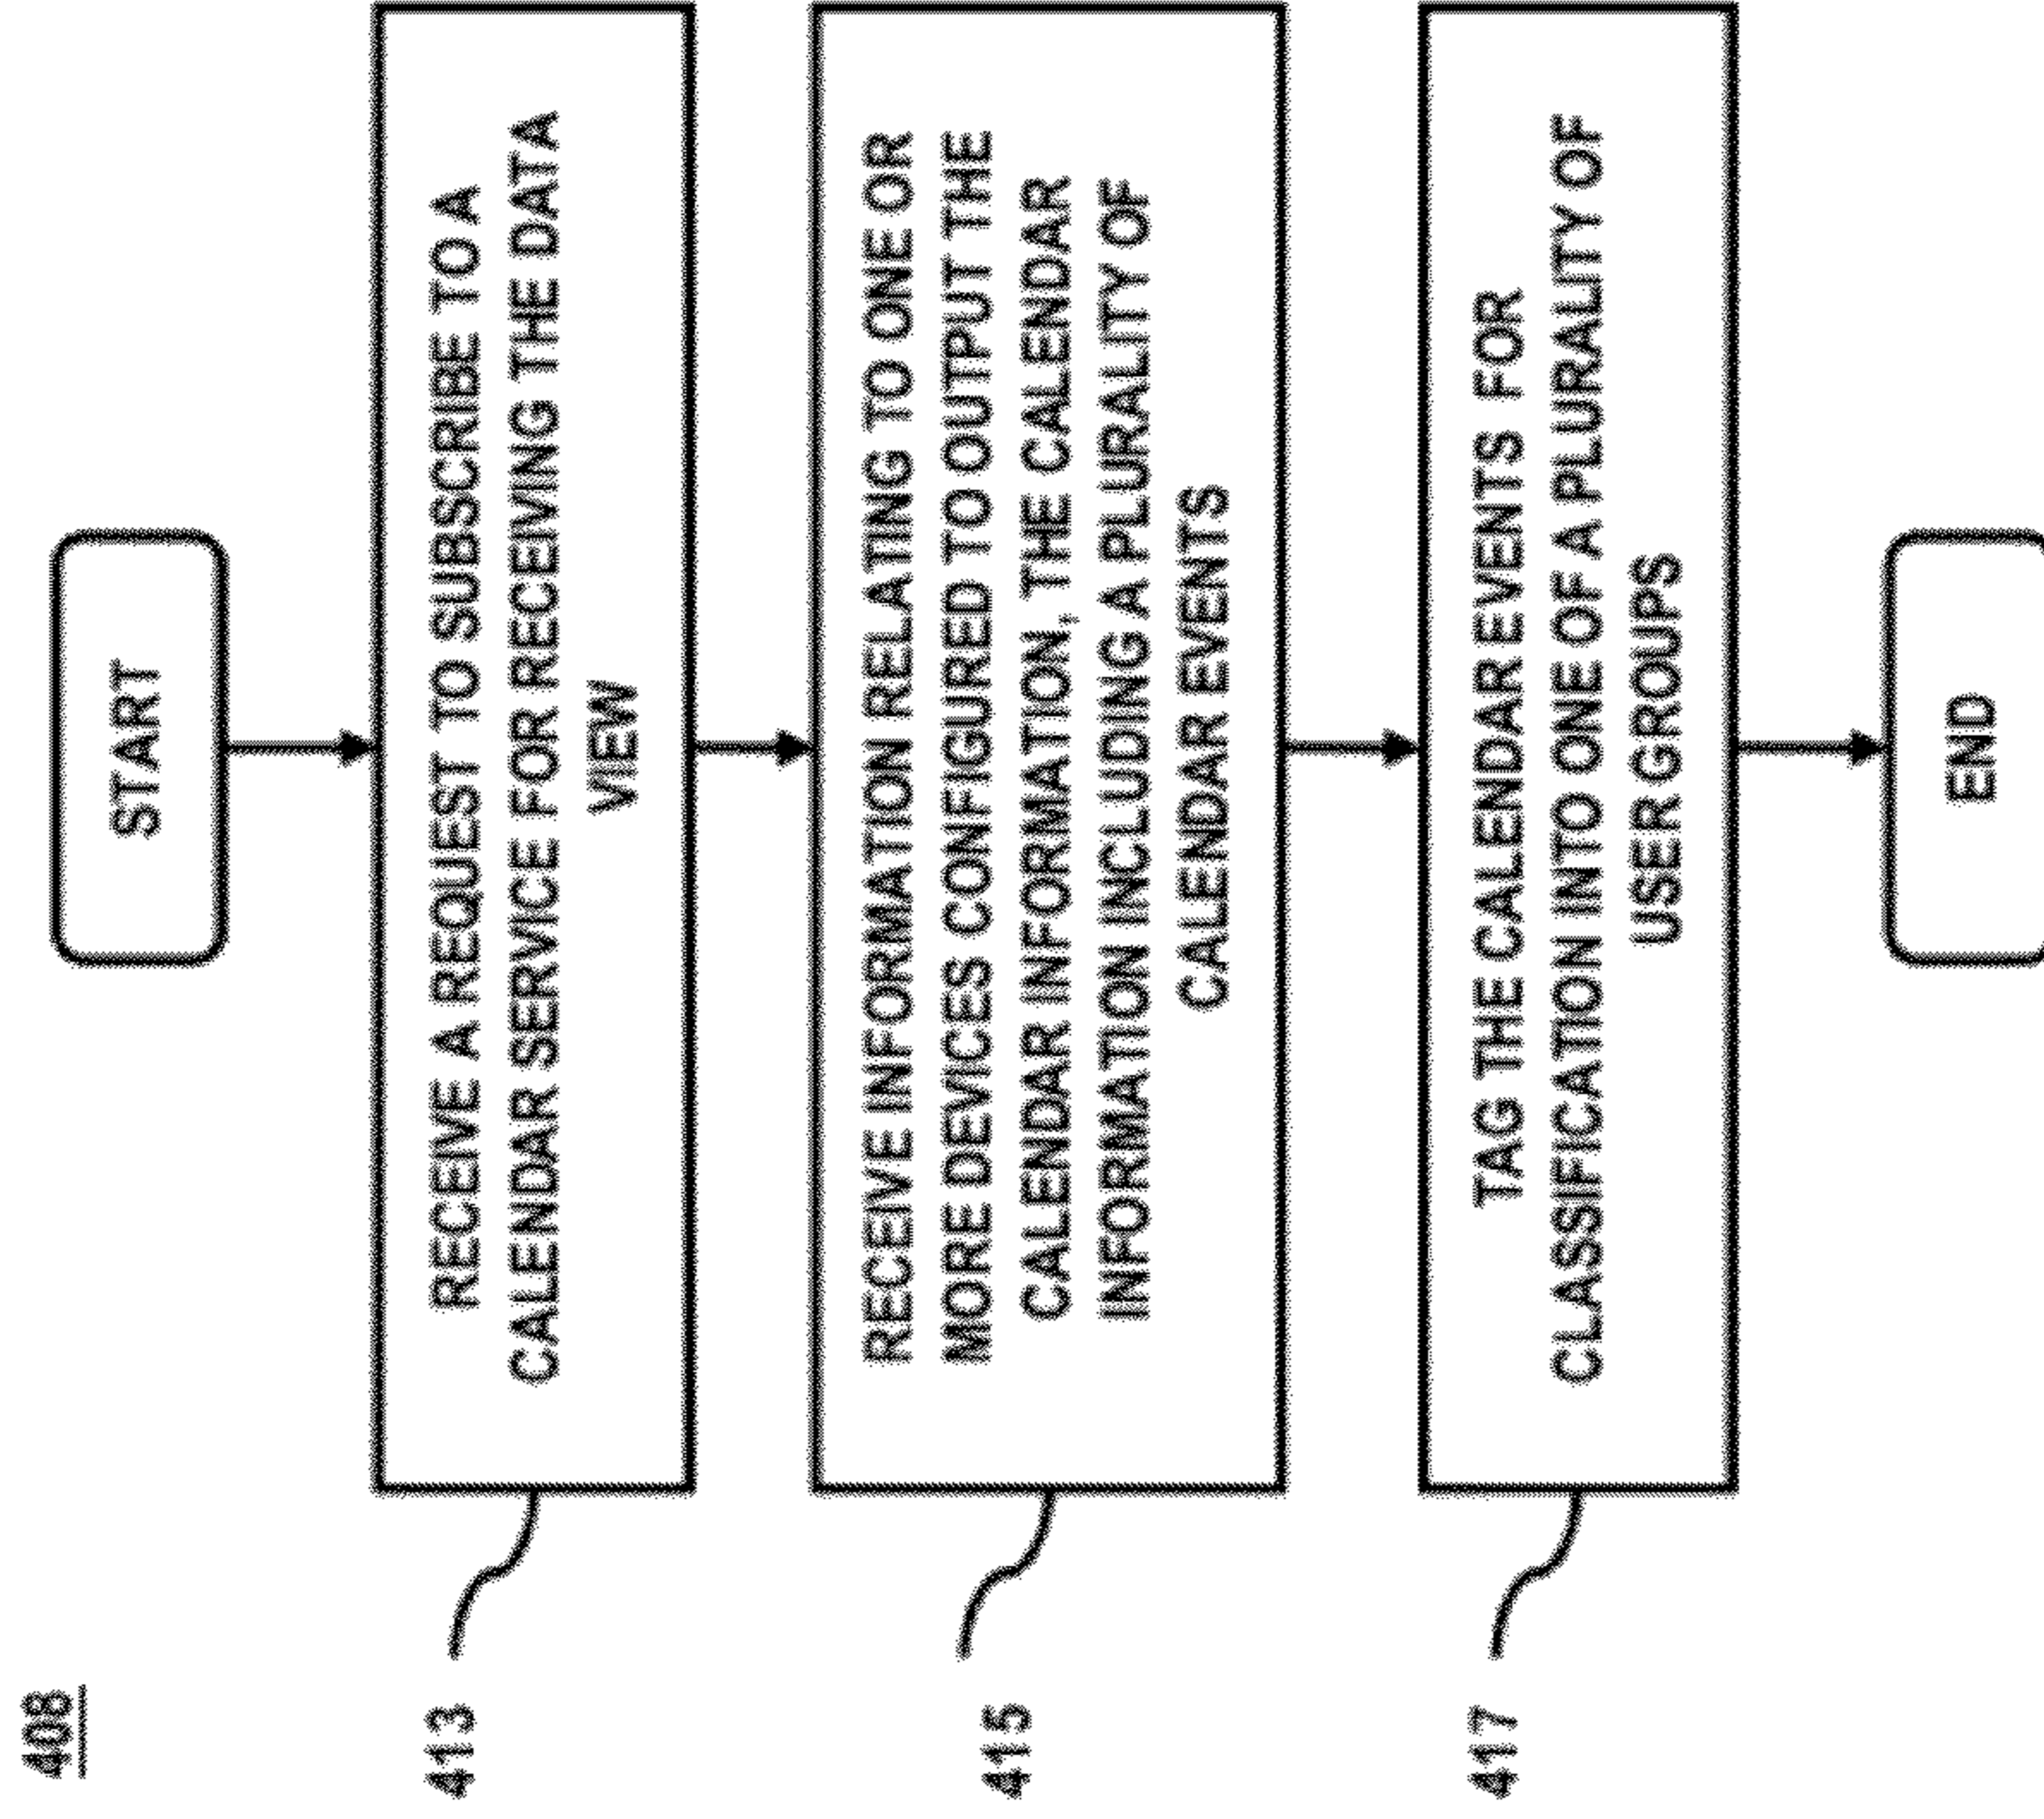 408
START
413
RECEIVE A REQUEST TO SUBSCRIBE TO A
CALENDAR SERVICE FOR RECEIVING THE DATA
VIEW
415
RECEIVE INFORMATION RELATING TO ONE OR
MORE DEVICES CONFIGURED TO OUTPUT THE
CALENDAR INFORMATION, THE CALENDAR
INFORMATION INCLUDING A PLURALITY OF
CALENDAR EVENTS
417
TAG THE CALENDAR EVENTS FOR
CLASSIFICATION INTO ONE OF A PLURALITY OF
USER GROUPS
END